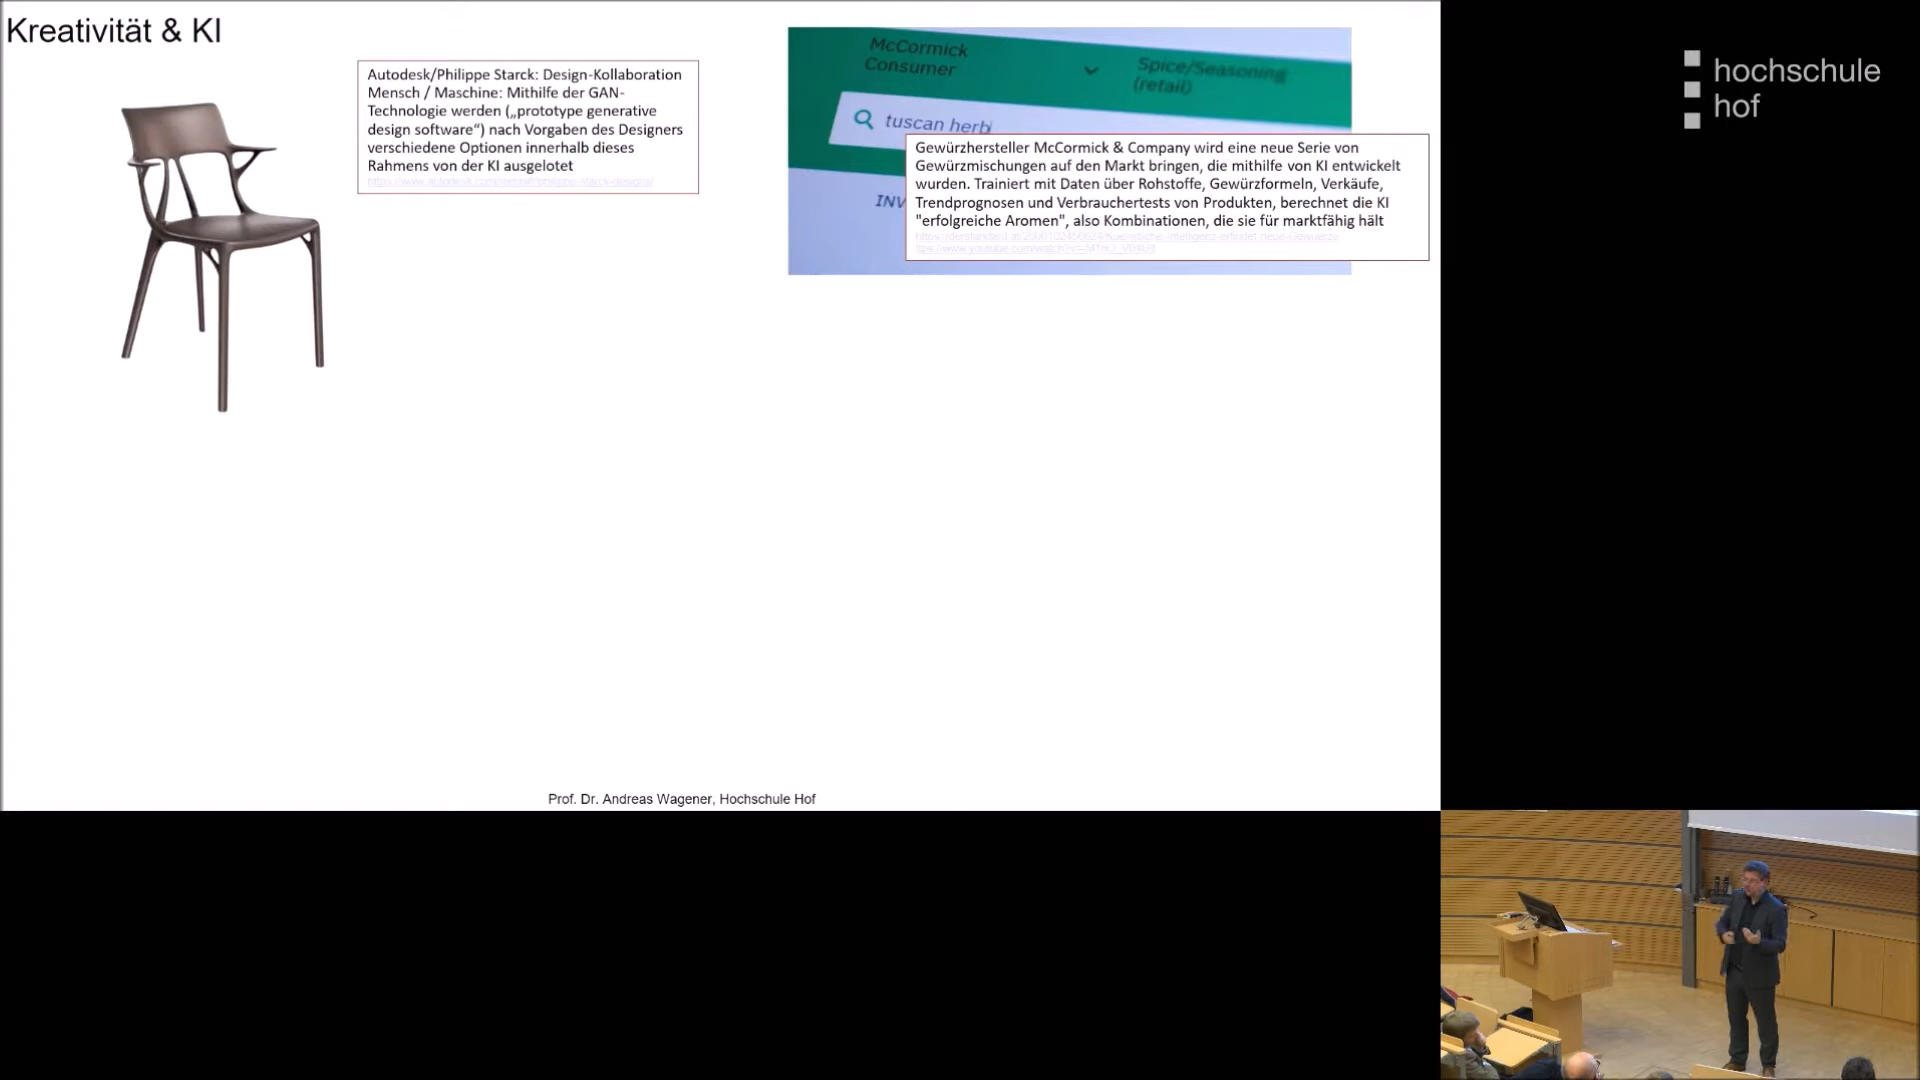 Kreativität & KI
Autodesk/Philippe Starck: Design-Kollaboration
Mensch / Maschine: Mithilfe der GAN-
Technologie werden („prototype generative
design software“) nach Vorgaben des Designers
verschiedene Optionen innerhalb dieses
Rahmens von der KI ausgelotet
McCormick
Consumer
Spice/Seasoning
(retail)
tuscan herb
INV
Gewürzhersteller McCormick & Company wird eine neue Serie von
Gewürzmischungen auf den Markt bringen, die mithilfe von KI entwickelt
wurden. Trainiert mit Daten über Rohstoffe, Gewürzformeln, Verkäufe,
Trendprognosen und Verbrauchertests von Produkten, berechnet die KI
"erfolgreiche Aromen", also Kombinationen, die sie für marktfähig hält
Prof. Dr. Andreas Wagener, Hochschule Hof
hochschule
hof